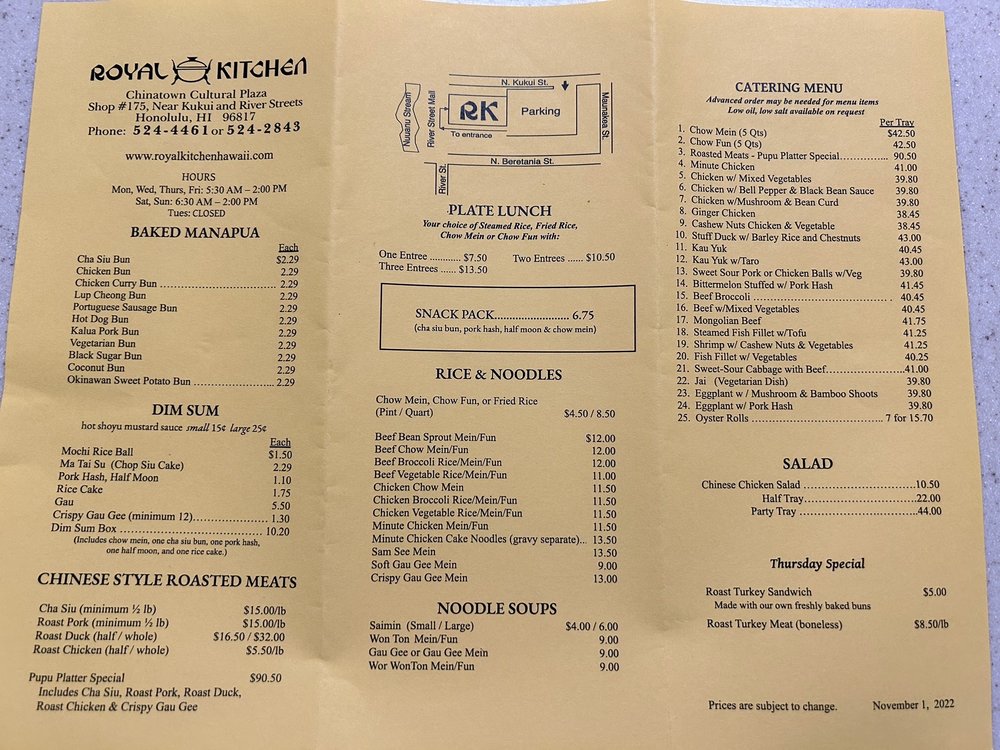 ROYAL KITCHEN
Chinatown Cultural Plaza
Shop #175, Near Kukui and River Streets
Honolulu, HI 96817
Phone: 524-4461 or 524-2843
www.royalkitchenhawaii.com
HOURS
Mon, Wed, Thurs, Fri: 5:30 AM – 2:00 PM
Sat, Sun: 6:30 AM – 2:00 PM
Tues: CLOSED
BAKED MANAPUA
Each
Cha Siu Bun $2.29
Chicken Bun 2.29
Chicken Curry Bun .............................. 2.29
Lup Cheong Bun 2.29
Portuguese Sausage Bun 2.29
Hot Dog Bun 2.29
Kalua Pork Bun 2.29
Vegetarian Bun 2.29
Black Sugar Bun 2.29
Coconut Bun 2.29
Okinawan Sweet Potato Bun ..................... 2.29
DIM SUM
hot shoyu mustard sauce small 15¢ large 25¢
Each
Mochi Rice Ball $1.50
Ma Tai Su (Chop Siu Cake) 2.29
Pork Hash, Half Moon 1.10
Rice Cake 1.75
Gau 5.50
Crispy Gau Gee (minimum 12)................... 1.30
Dim Sum Box ................................... 10.20
(Includes chow mein, one cha siu bun, one pork hash,
one half moon, and one rice cake.)
CHINESE STYLE ROASTED MEATS
Cha Siu (minimum ½ lb) $15.00/lb
Roast Pork (minimum ½ lb) $15.00/lb
Roast Duck (half / whole) $16.50 / $32.00
Roast Chicken (half / whole) $5.50/lb
Pupu Platter Special $90.50
Includes Cha Siu, Roast Pork, Roast Duck,
Roast Chicken & Crispy Gau Gee
N. Kukui St.
Nuuanu Stream
River Street Mall
RK
Parking
Maunakea St.
To entrance
N. Beretania St.
River St.
PLATE LUNCH
Your choice of Steamed Rice, Fried Rice,
Chow Mein or Chow Fun with:
One Entree ............ $7.50 Two Entrees ...... $10.50
Three Entrees ...... $13.50
SNACK PACK.......................... 6.75
(cha siu bun, pork hash, half moon & chow mein)
RICE & NOODLES
Chow Mein, Chow Fun, or Fried Rice
(Pint / Quart) $4.50 / 8.50
Beef Bean Sprout Mein/Fun $12.00
Beef Chow Mein/Fun 12.00
Beef Broccoli Rice/Mein/Fun 12.00
Beef Vegetable Rice/Mein/Fun 11.00
Chicken Chow Mein 11.50
Chicken Broccoli Rice/Mein/Fun 11.50
Chicken Vegetable Rice/Mein/Fun 11.50
Minute Chicken Mein/Fun 11.50
Minute Chicken Cake Noodles (gravy separate)... 13.50
Sam See Mein 13.50
Soft Gau Gee Mein 9.00
Crispy Gau Gee Mein 13.00
NOODLE SOUPS
Saimin (Small / Large) $4.00 / 6.00
Won Ton Mein/Fun 9.00
Gau Gee or Gau Gee Mein 9.00
Wor WonTon Mein/Fun 9.00
CATERING MENU
Advanced order may be needed for menu items
Low oil, low salt available on request
Per Tray
1. Chow Mein (5 Qts) $42.50
2. Chow Fun (5 Qts) 42.50
3. Roasted Meats - Pupu Platter Special.............. 90.50
4. Minute Chicken 41.00
5. Chicken w/ Mixed Vegetables 39.80
6. Chicken w/ Bell Pepper & Black Bean Sauce 39.80
7. Chicken w/Mushroom & Bean Curd 39.80
8. Ginger Chicken 38.45
9. Cashew Nuts Chicken & Vegetable 38.45
10. Stuff Duck w/ Barley Rice and Chestnuts 43.00
11. Kau Yuk 40.45
12. Kau Yuk w/Taro 43.00
13. Sweet Sour Pork or Chicken Balls w/Veg 39.80
14. Bittermelon Stuffed w/ Pork Hash 41.45
15. Beef Broccoli ................................ 40.45
16. Beef w/Mixed Vegetables 40.45
17. Mongolian Beef 41.75
18. Steamed Fish Fillet w/Tofu 41.25
19. Shrimp w/ Cashew Nuts & Vegetables 41.25
20. Fish Fillet w/ Vegetables 40.25
21. Sweet-Sour Cabbage with Beef...................41.00
22. Jai (Vegetarian Dish) 39.80
23. Eggplant w / Mushroom & Bamboo Shoots 39.80
24. Eggplant w/ Pork Hash 39.80
25. Oyster Rolls ............................... 7 for 15.70
SALAD
Chinese Chicken Salad ..........................10.50
Half Tray..........................22.00
Party Tray ...........................44.00
Thursday Special
Roast Turkey Sandwich $5.00
Made with our own freshly baked buns
Roast Turkey Meat (boneless) $8.50/lb
Prices are subject to change. November 1, 2022